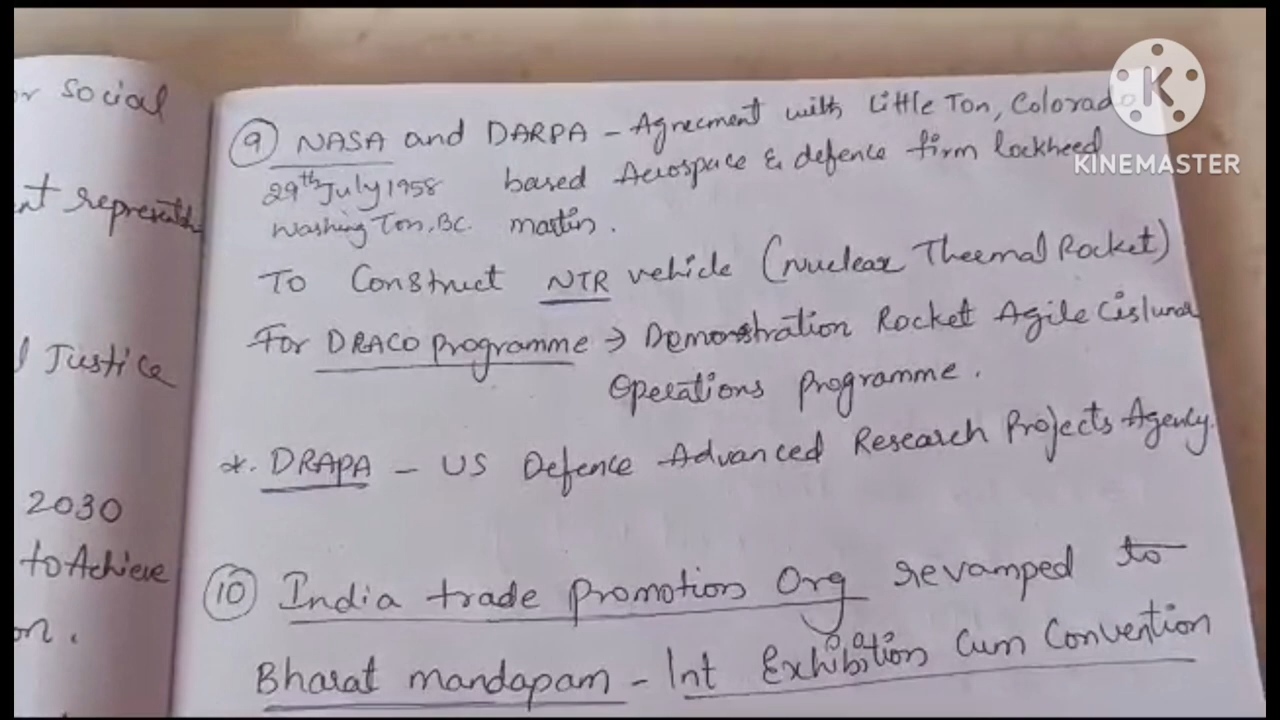 or social
nt represent
Justice
2030
to Achieve
on.
9 NASA and DARPA - Agreement with Little Ton, Colorado
29th July 1958 based Aerospace & defence firm lockheed
Washing Ton, BC. martin.
To Construct NTR vehicle (Nuclear Thermal Rocket)
For DRACO programme → Demonstration Rocket Agile Cislunar
Operations Programme.
*. DRAPA - US Defence Advanced Research Projects Agency.
10 India trade promotion Org revamped to
Bharat mandapam - Int Exhibition Cum Convention
K
KINEMASTER